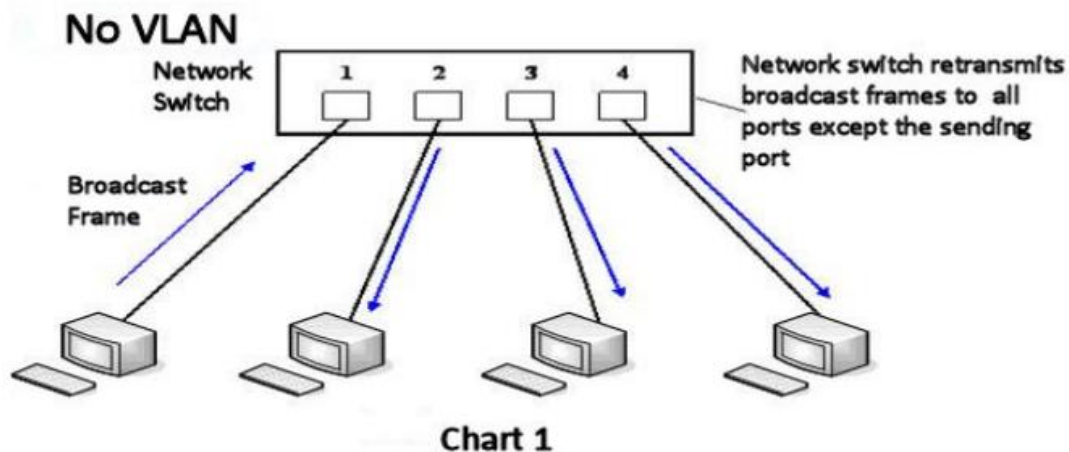 No VLAN
Network
Switch
1 2 3 4
Network switch retransmits
broadcast frames to all
ports except the sending
port
Broadcast
Frame
Chart 1